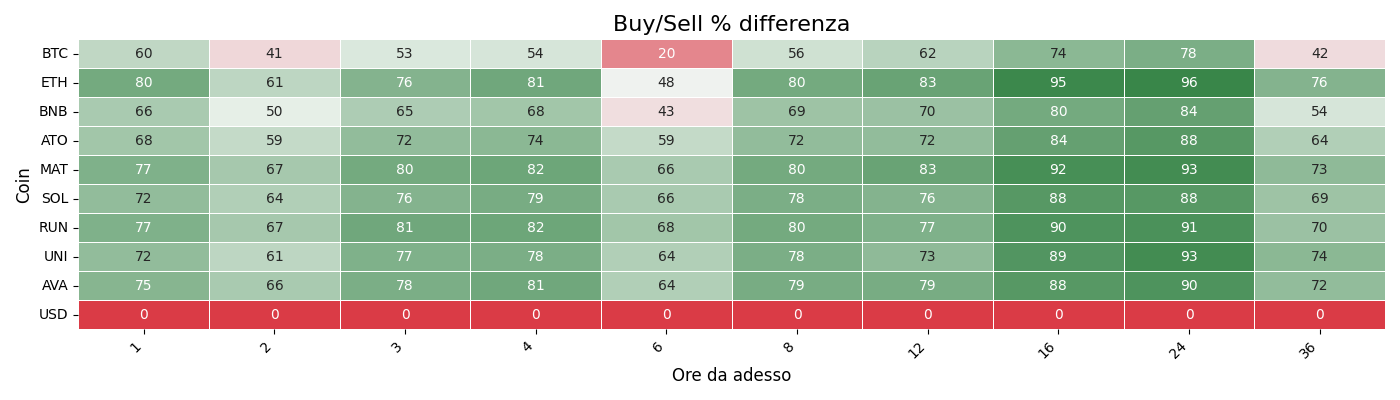 Buy/Sell % differenza
Coin
BTC 60 41 53 54 20 56 62 74 78 42
ETH 80 61 76 81 48 80 83 95 96 76
BNB 66 50 65 68 43 69 70 80 84 54
ATO 68 59 72 74 59 72 72 84 88 64
MAT 77 67 80 82 66 80 83 92 93 73
SOL 72 64 76 79 66 78 76 88 88 69
RUN 77 67 81 82 68 80 77 90 91 70
UNI 72 61 77 78 64 78 73 89 93 74
AVA 75 66 78 81 64 79 79 88 90 72
USD 0 0 0 0 0 0 0 0 0 0
1 2 3 4 6 8 12 16 24 36
Ore da adesso